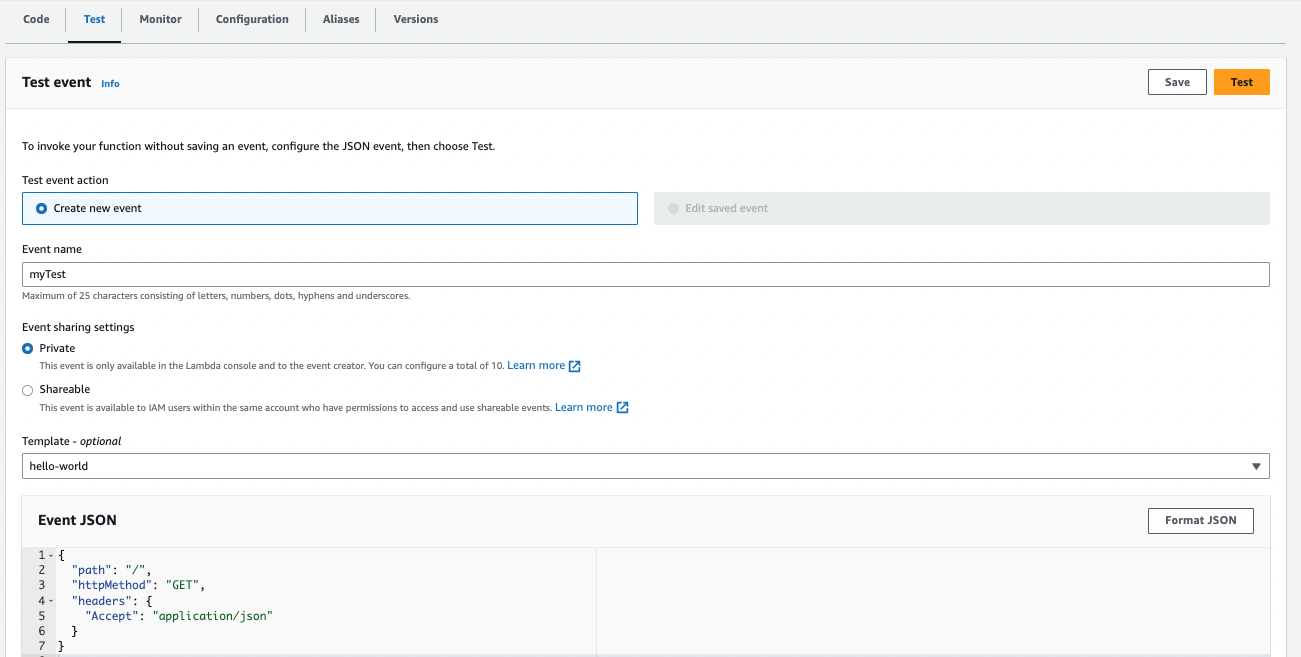 Code Test Monitor Configuration Aliases Versions
Test event Info Save Test
To invoke your function without saving an event, configure the JSON event, then choose Test.
Test event action
Create new event Edit saved event
Event name
myTest
Maximum of 25 characters consisting of letters, numbers, dots, hyphens and underscores.
Event sharing settings
Private
This event is only available in the Lambda console and to the event creator. You can configure a total of 10. Learn more
Shareable
This event is available to IAM users within the same account who have permissions to access and use shareable events. Learn more
Template - optional
hello-world
Event JSON Format JSON
1 {
2 "path": "/",
3 "httpMethod": "GET",
4 "headers": {
5 "Accept": "application/json"
6 }
7 }